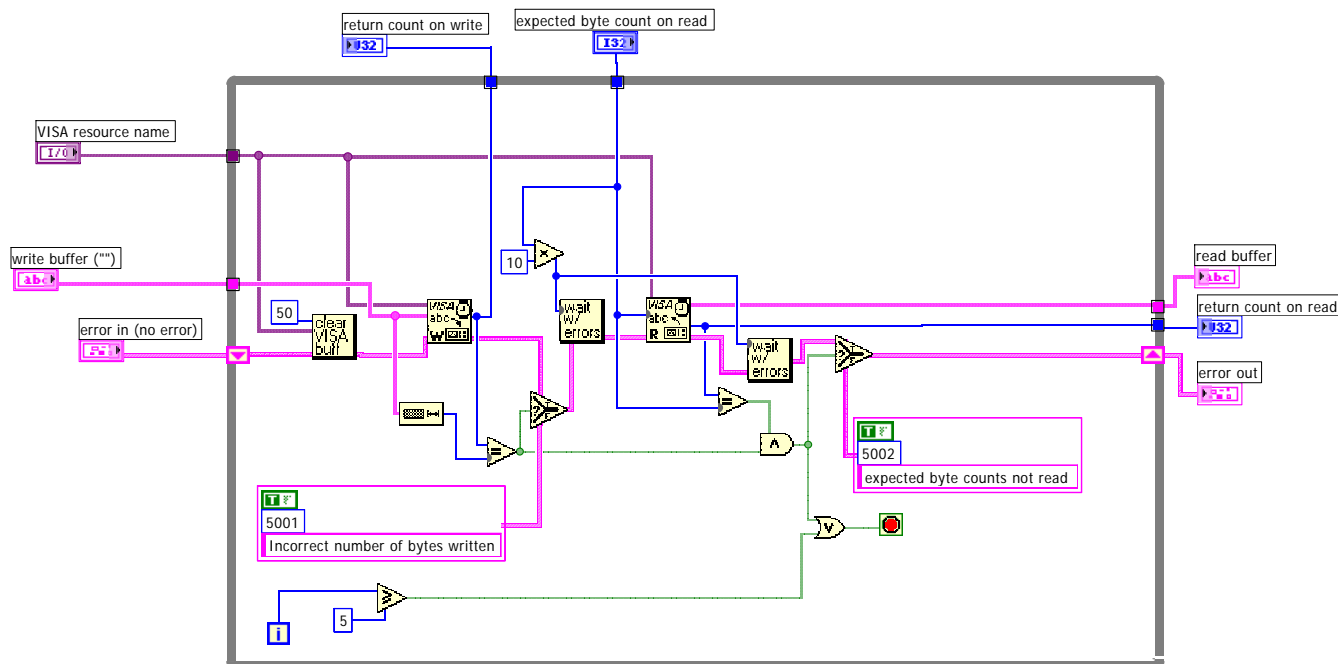 return count on write
U32
expected byte count on read
I32
VISA resource name
I/O
write buffer ("")
abc
error in (no error)
50
clear
VISA
buff
VISA
abc
W
10
wait
w/
errors
VISA
abc
R
wait
w/
errors
read buffer
abc
return count on read
U32
error out
T
5001
Incorrect number of bytes written
T
5002
expected byte counts not read
5
i